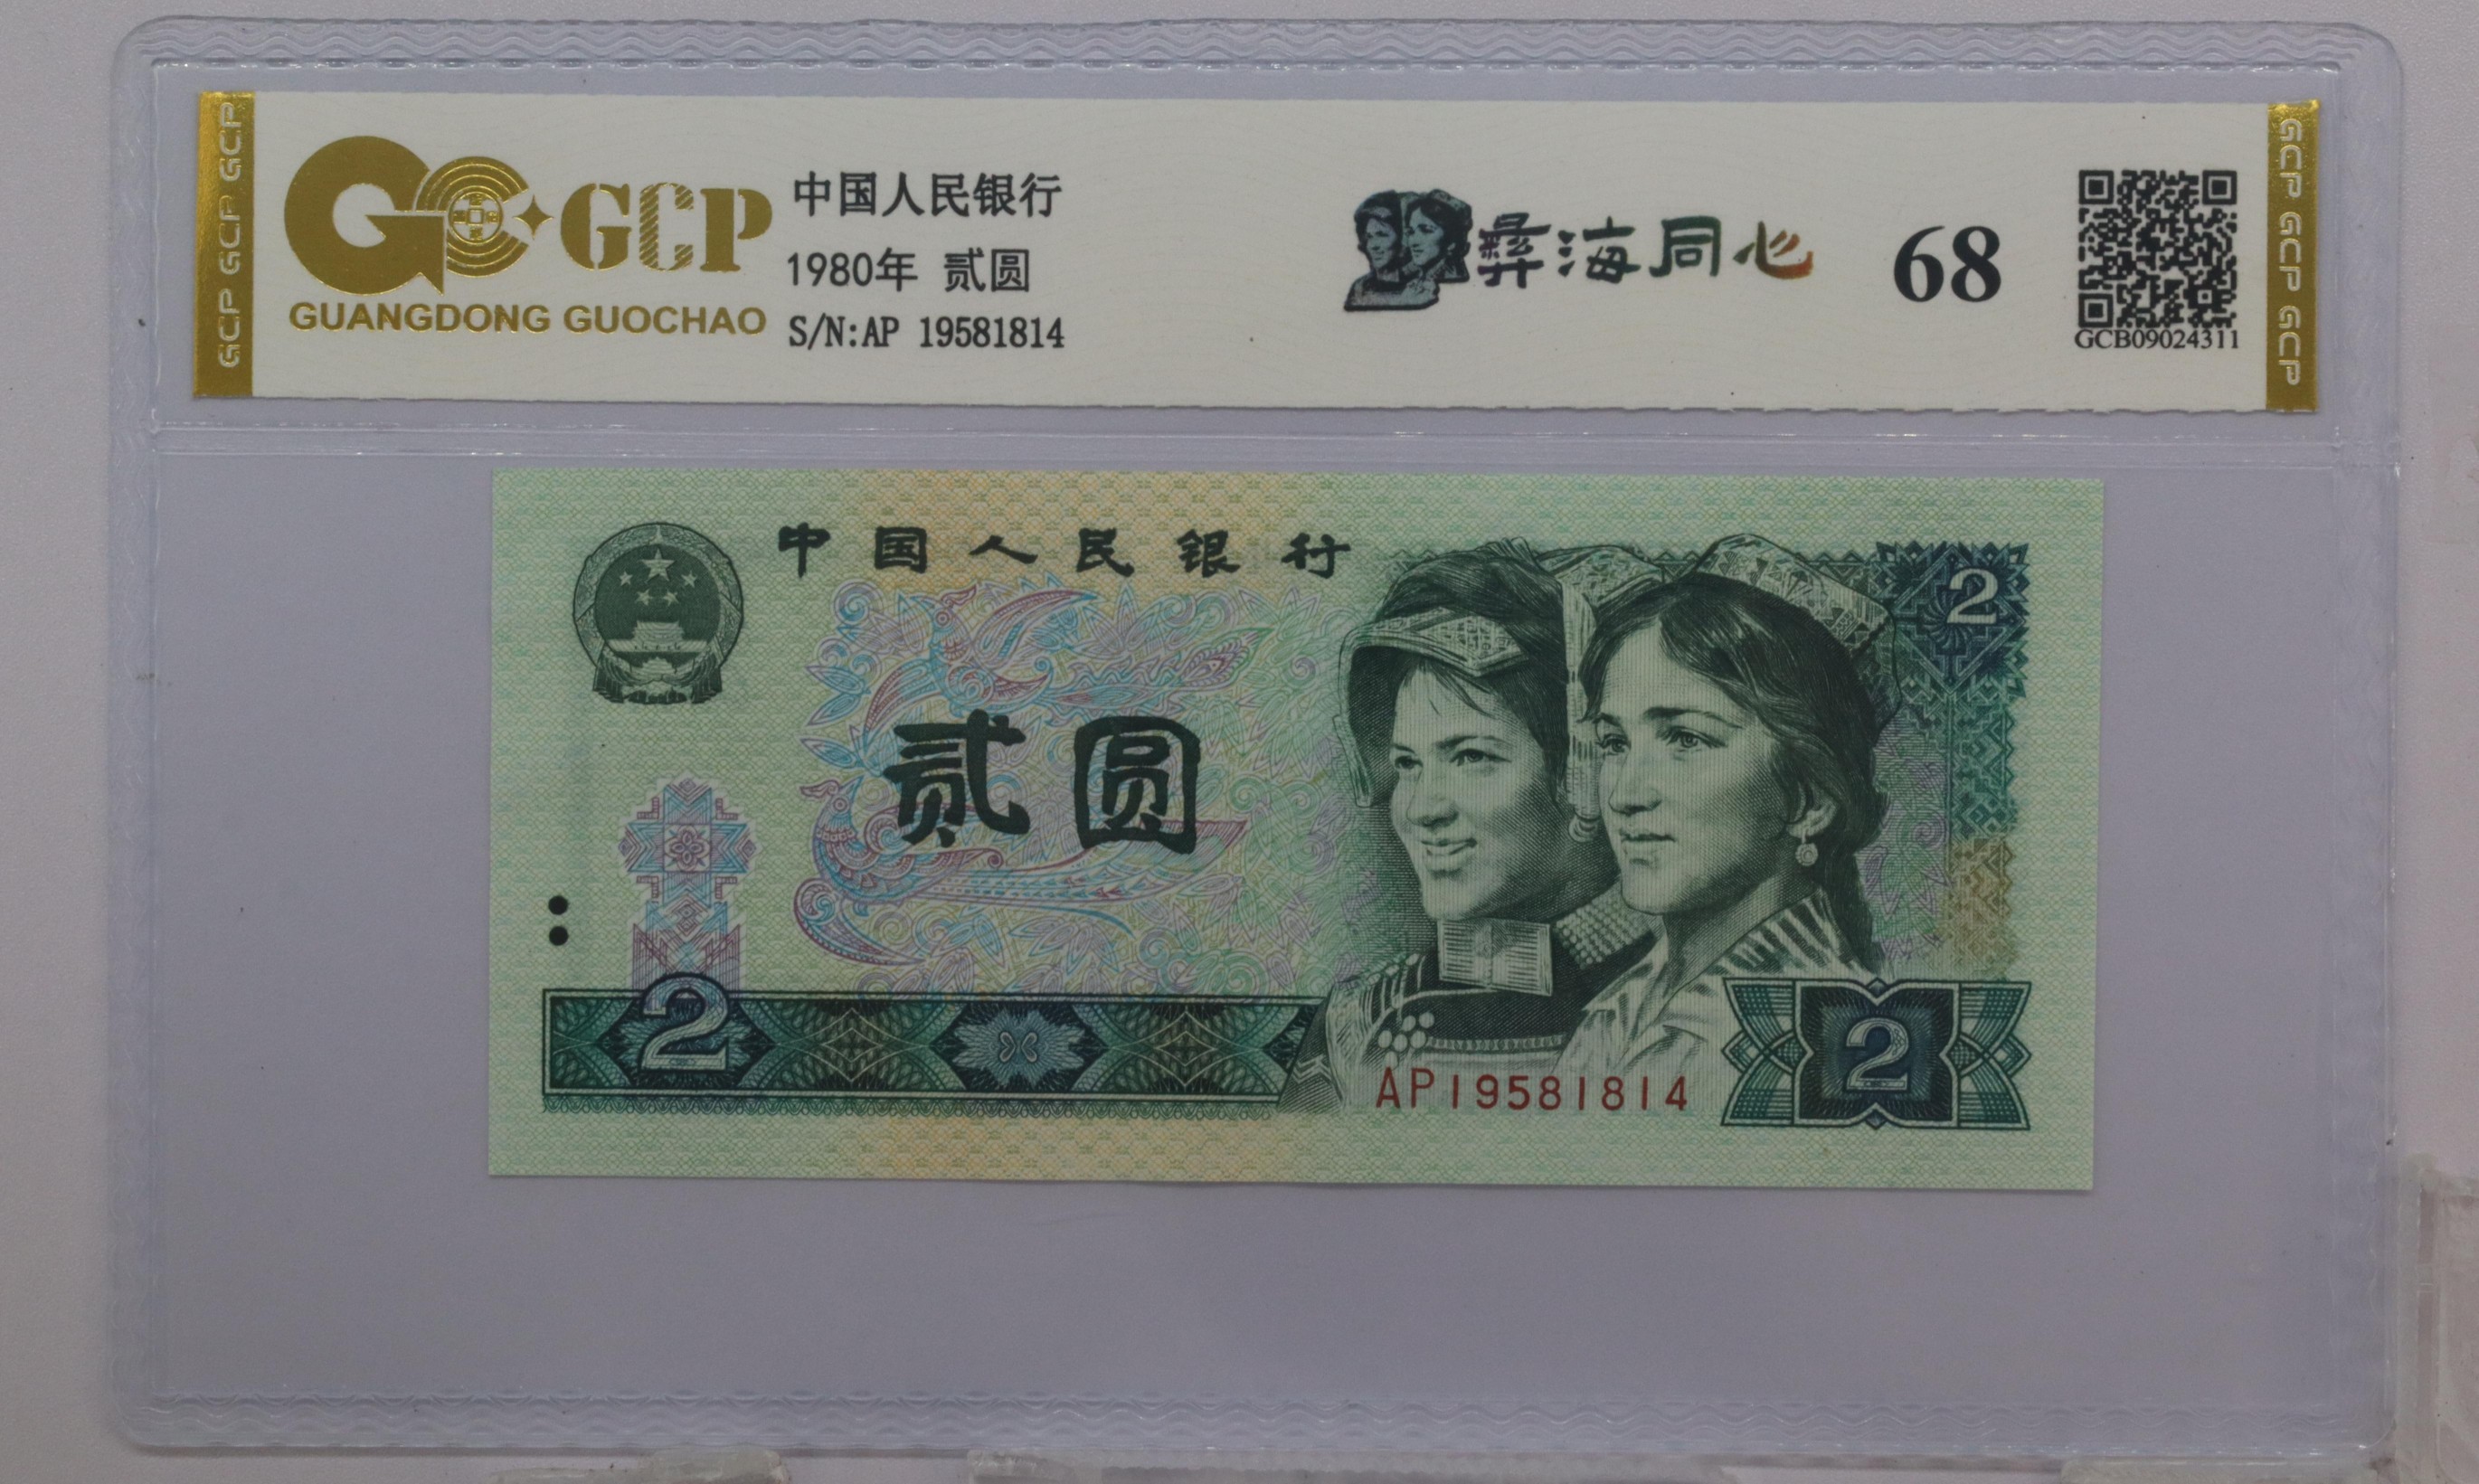 GCP GCP GCP
GCP
GUANGDONG GUOCHAO
中国人民银行
1980年 贰圆
S/N:AP 19581814
彝海同心
68
GCB09024311
GCP GCP GCP
中国人民银行
2
贰圆
2
AP19581814
2